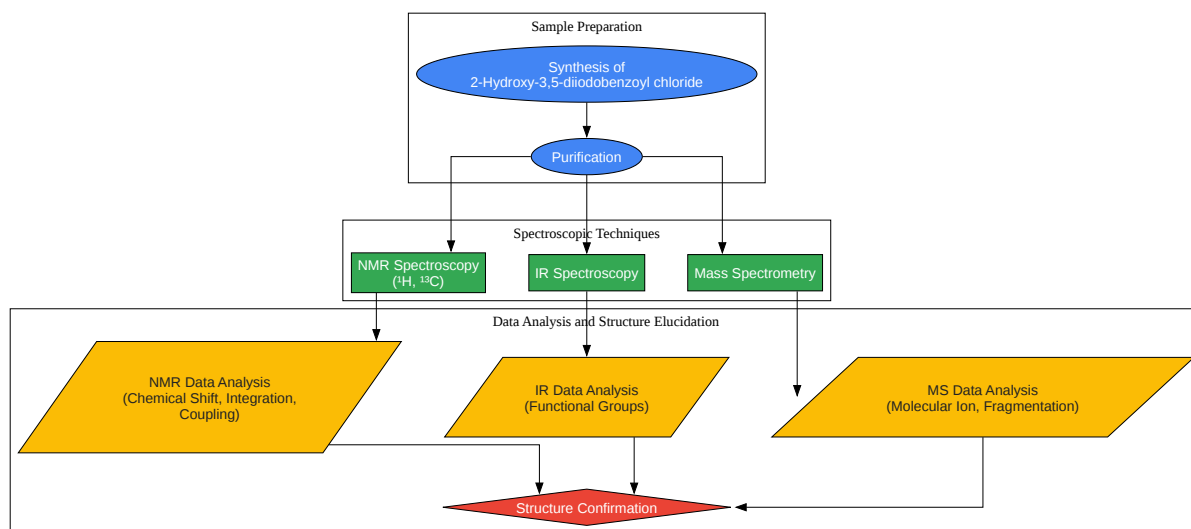 Sample Preparation
Synthesis of
2-Hydroxy-3,5-diiodobenzoyl chloride
Purification
Spectroscopic Techniques
NMR Spectroscopy
(¹H, ¹³C)
IR Spectroscopy
Mass Spectrometry
Data Analysis and Structure Elucidation
NMR Data Analysis
(Chemical Shift, Integration,
Coupling)
IR Data Analysis
(Functional Groups)
MS Data Analysis
(Molecular Ion, Fragmentation)
Structure Confirmation